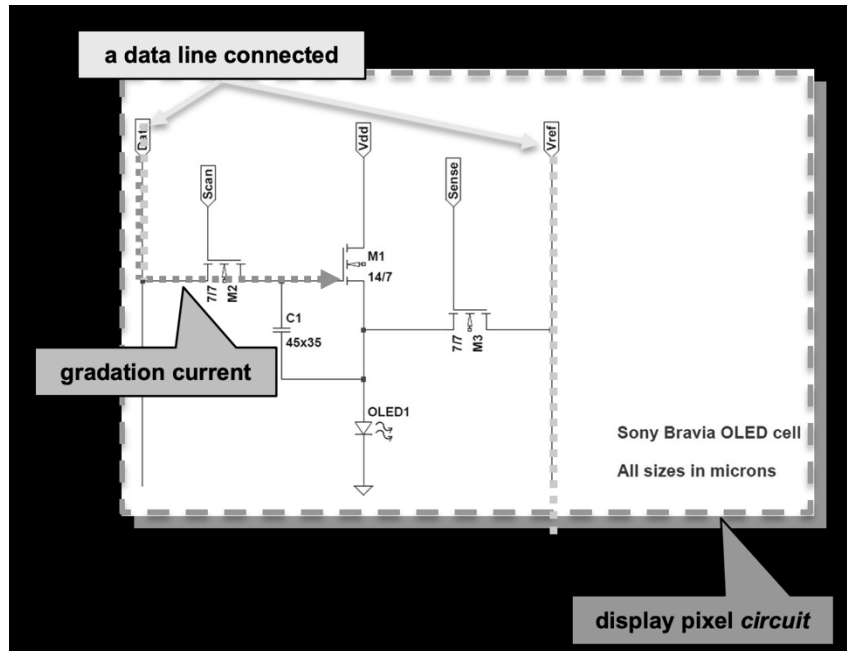 a data line connected
Dat
Vdd
Vref
Scan
Sense
M1
14/7
7/7
M2
C1
45x35
7/7
M3
gradation current
OLED1
Sony Bravia OLED cell
All sizes in microns
display pixel circuit